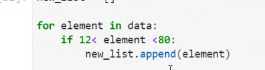 for element in data:
if 12< element <80:
new_list.append(element)